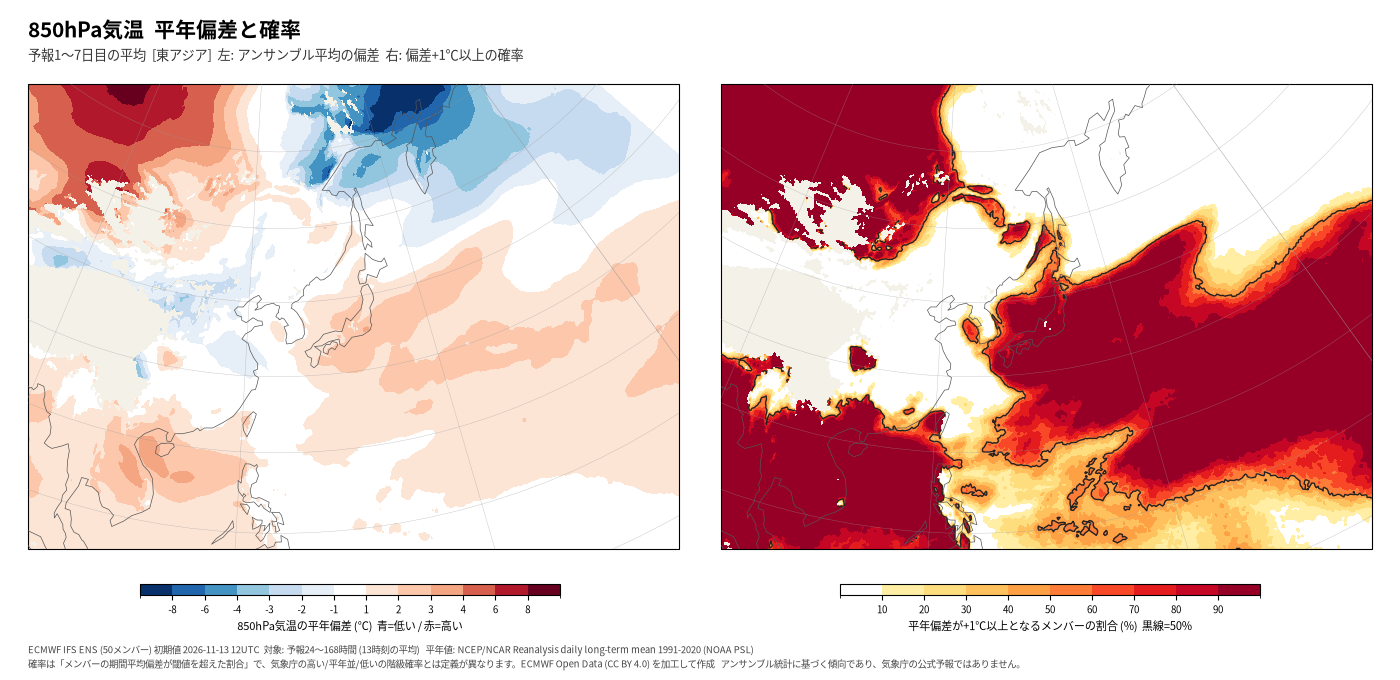 850hPa気温 平年偏差と確率
予報1〜7日目の平均 [東アジア] 左: アンサンブル平均の偏差 右: 偏差+1℃以上の確率
-8 -6 -4 -3 -2 -1 1 2 3 4 6 8
850hPa気温の平年偏差 (℃) 青=低い / 赤=高い
10 20 30 40 50 60 70 80 90
平年偏差が+1℃以上となるメンバーの割合 (%) 黒線=50%
ECMWF IFS ENS (50メンバー) 初期値 2026-11-13 12UTC 対象: 予報24〜168時間 (13時刻の平均) 平年値: NCEP/NCAR Reanalysis daily long-term mean 1991-2020 (NOAA PSL)
確率は「メンバーの期間平均偏差が閾値を超えた割合」で、気象庁の高い/平年並/低いの階級確率とは定義が異なります。ECMWF Open Data (CC BY 4.0) を加工して作成 アンサンブル統計に基づく傾向であり、気象庁の公式予報ではありません。